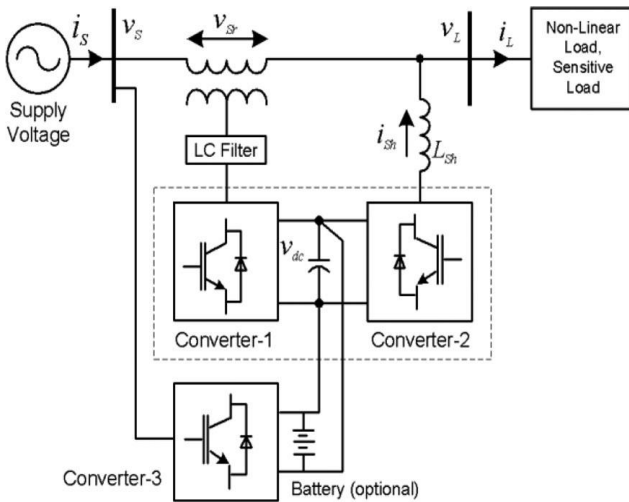 i_S
v_S
v_Sr
v_L
i_L
Non-Linear
Load,
Sensitive
Load
Supply
Voltage
LC Filter
i_Sh
L_Sh
v_dc
Converter-1
Converter-2
Converter-3
Battery (optional)